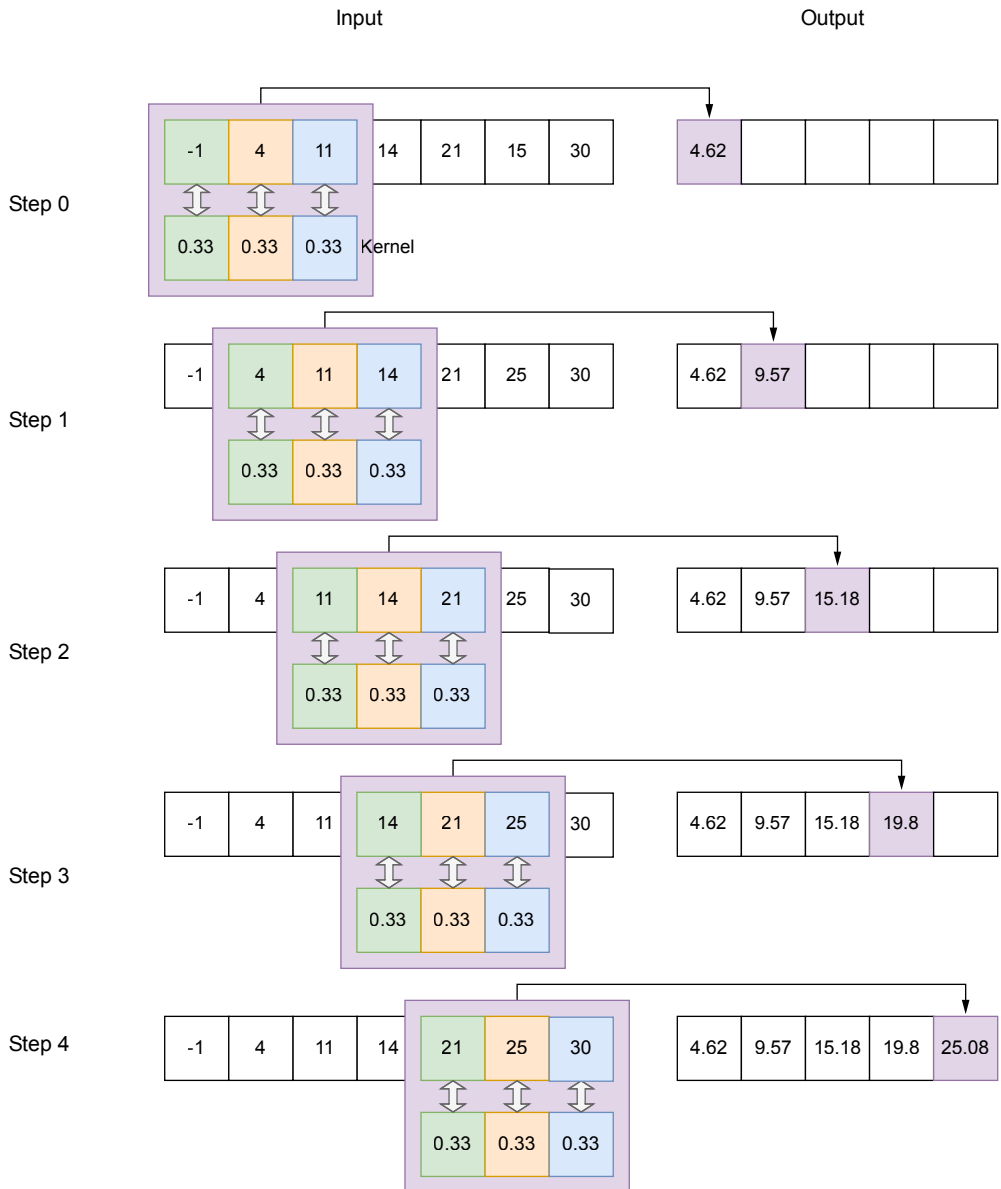 Input Output
-1 4 11 14 21 15 30 4.62
Step 0
0.33 0.33 0.33 Kernel
-1 4 11 14 21 25 30 4.62 9.57
Step 1
0.33 0.33 0.33
-1 4 11 14 21 25 30 4.62 9.57 15.18
Step 2
0.33 0.33 0.33
-1 4 11 14 21 25 30 4.62 9.57 15.18 19.8
Step 3
0.33 0.33 0.33
Step 4 -1 4 11 14 21 25 30 4.62 9.57 15.18 19.8 25.08
0.33 0.33 0.33